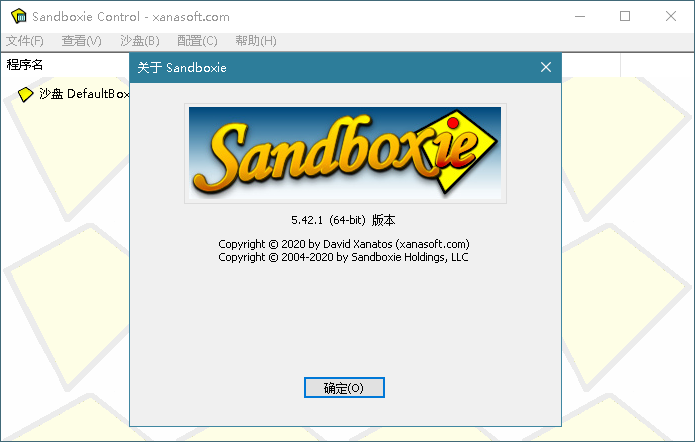 Sandboxie Control - xanasoft.com
文件(F) 查看(V) 沙盘(B) 配置(C) 帮助(H)
程序名
沙盘 DefaultBox
关于 Sandboxie
Sandboxie
5.42.1 (64-bit) 版本
Copyright © 2020 by David Xanatos (xanasoft.com)
Copyright © 2004-2020 by Sandboxie Holdings, LLC
确定(O)